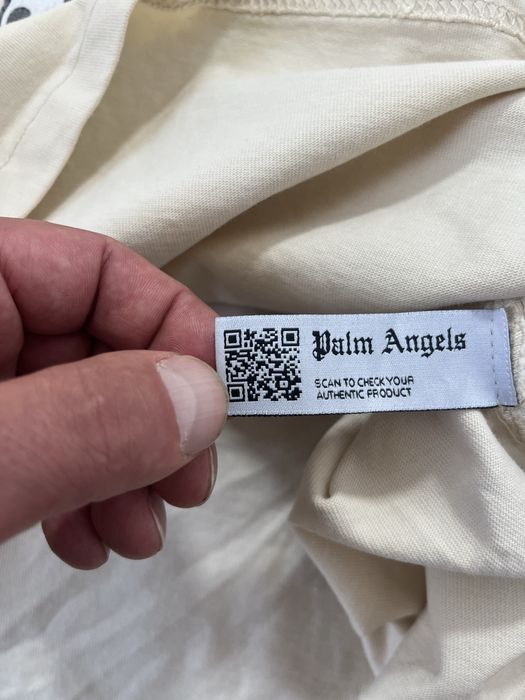 Palm Angels
SCAN TO CHECK YOUR
AUTHENTIC PRODUCT